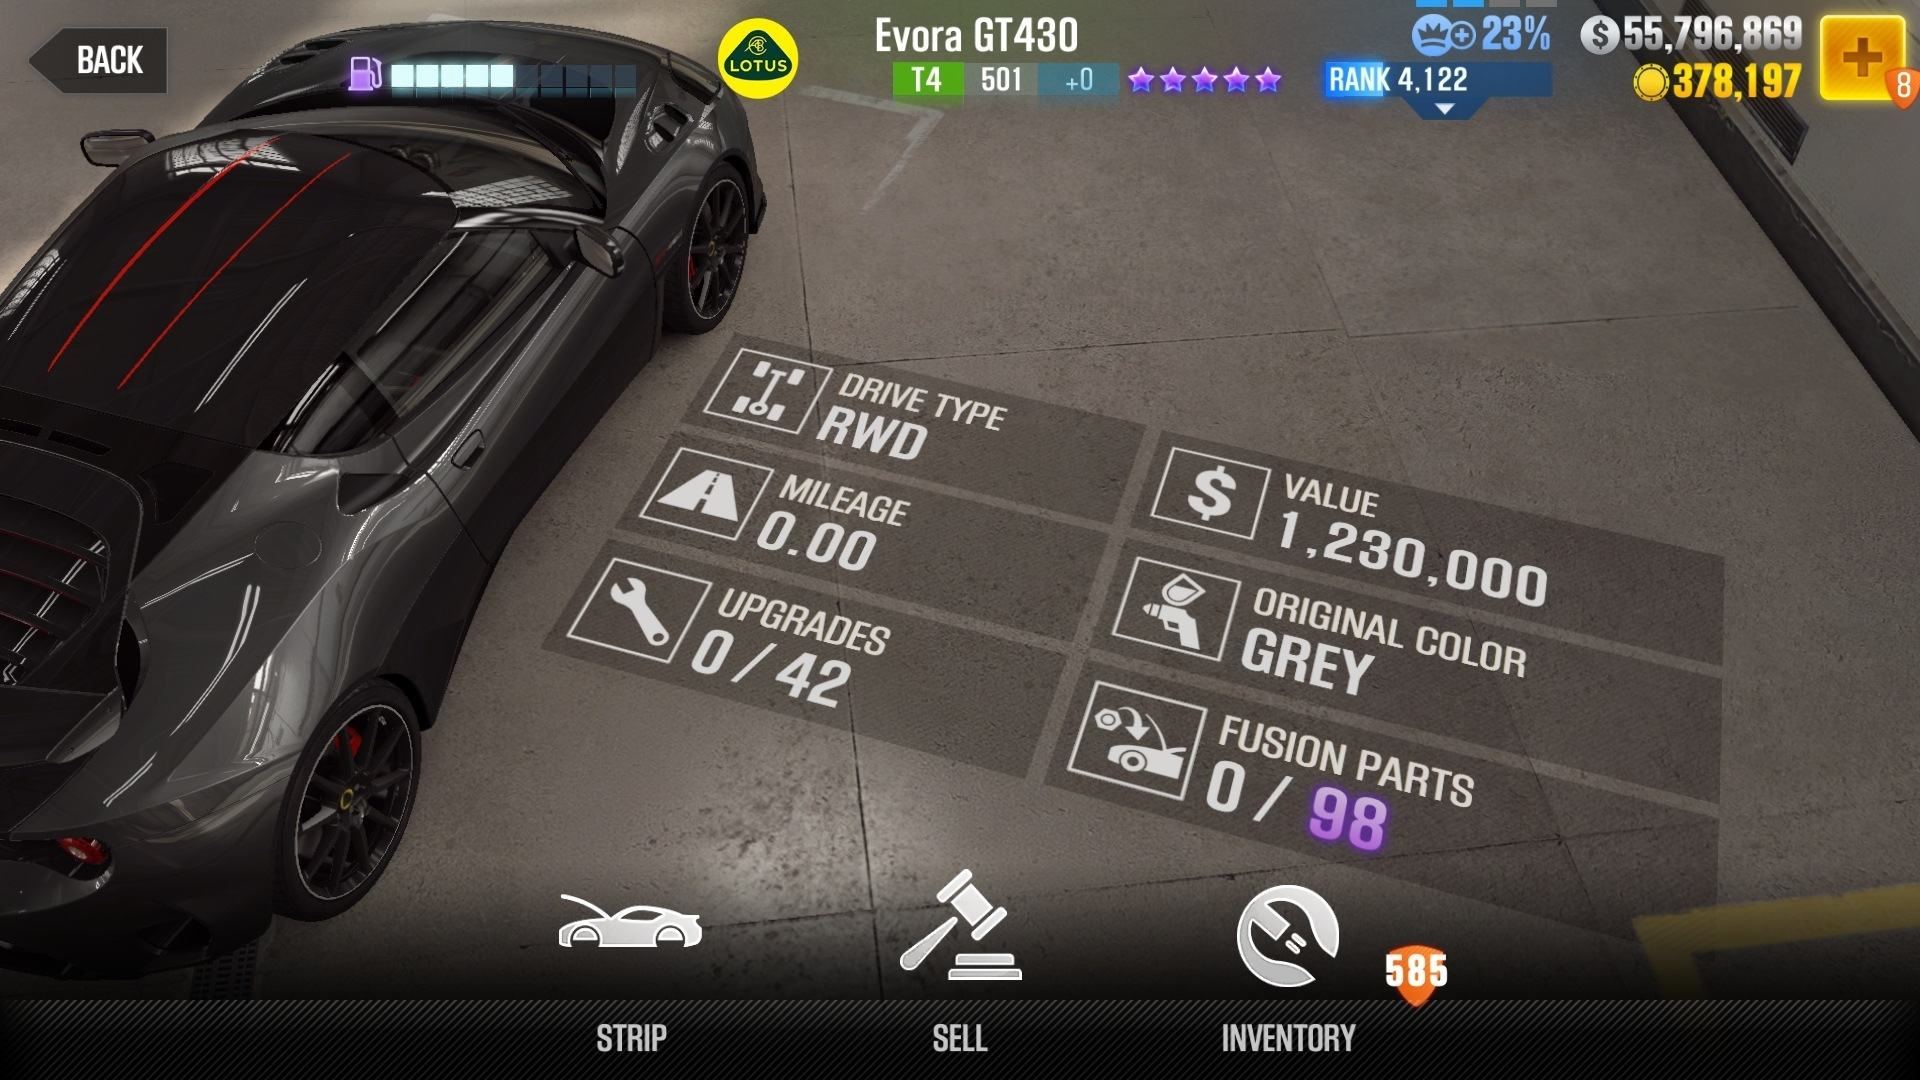 BACK
LOTUS
Evora GT430
T4 501 +0
23%
RANK 4,122
$ 55,796,869
378,197
8
DRIVE TYPE
RWD
MILEAGE
0.00
UPGRADES
0/42
$ VALUE
1,230,000
ORIGINAL COLOR
GREY
FUSION PARTS
0/ 98
585
STRIP
SELL
INVENTORY